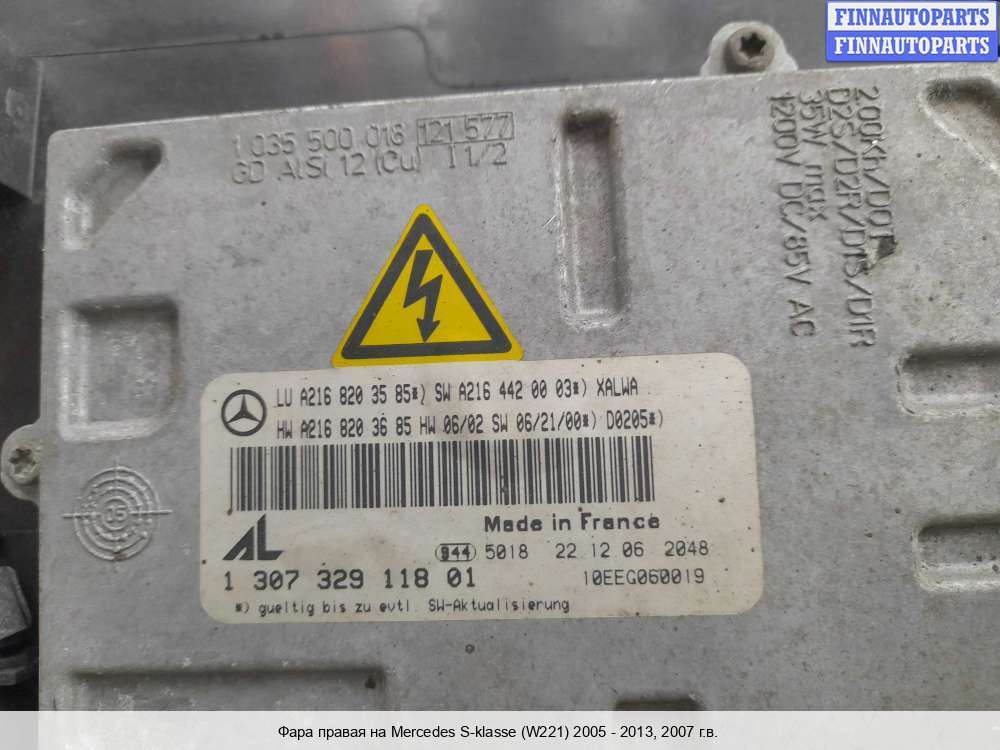 FINNAUTOPARTS
FINNAUTOPARTS
1 035 500 018 121 577
GD AlSi 12 (Cu) I 1/2
200Kh/DOT
D2S/D2R/D1S/D1R
35W max
1200V DC/85V AC
LU A216 820 35 85*) SW A216 442 00 03*) XALWA
HW A216 820 36 85 HW 06/02 SW 06/21/00*) D0205*)
05
AL
Made in France
944 5018 22 12 06 2048
1 307 329 118 01
10EEG060019
*) gueltig bis zu evtl. SW-Aktualisierung
Фара правая на Mercedes S-klasse (W221) 2005 - 2013, 2007 г.в.